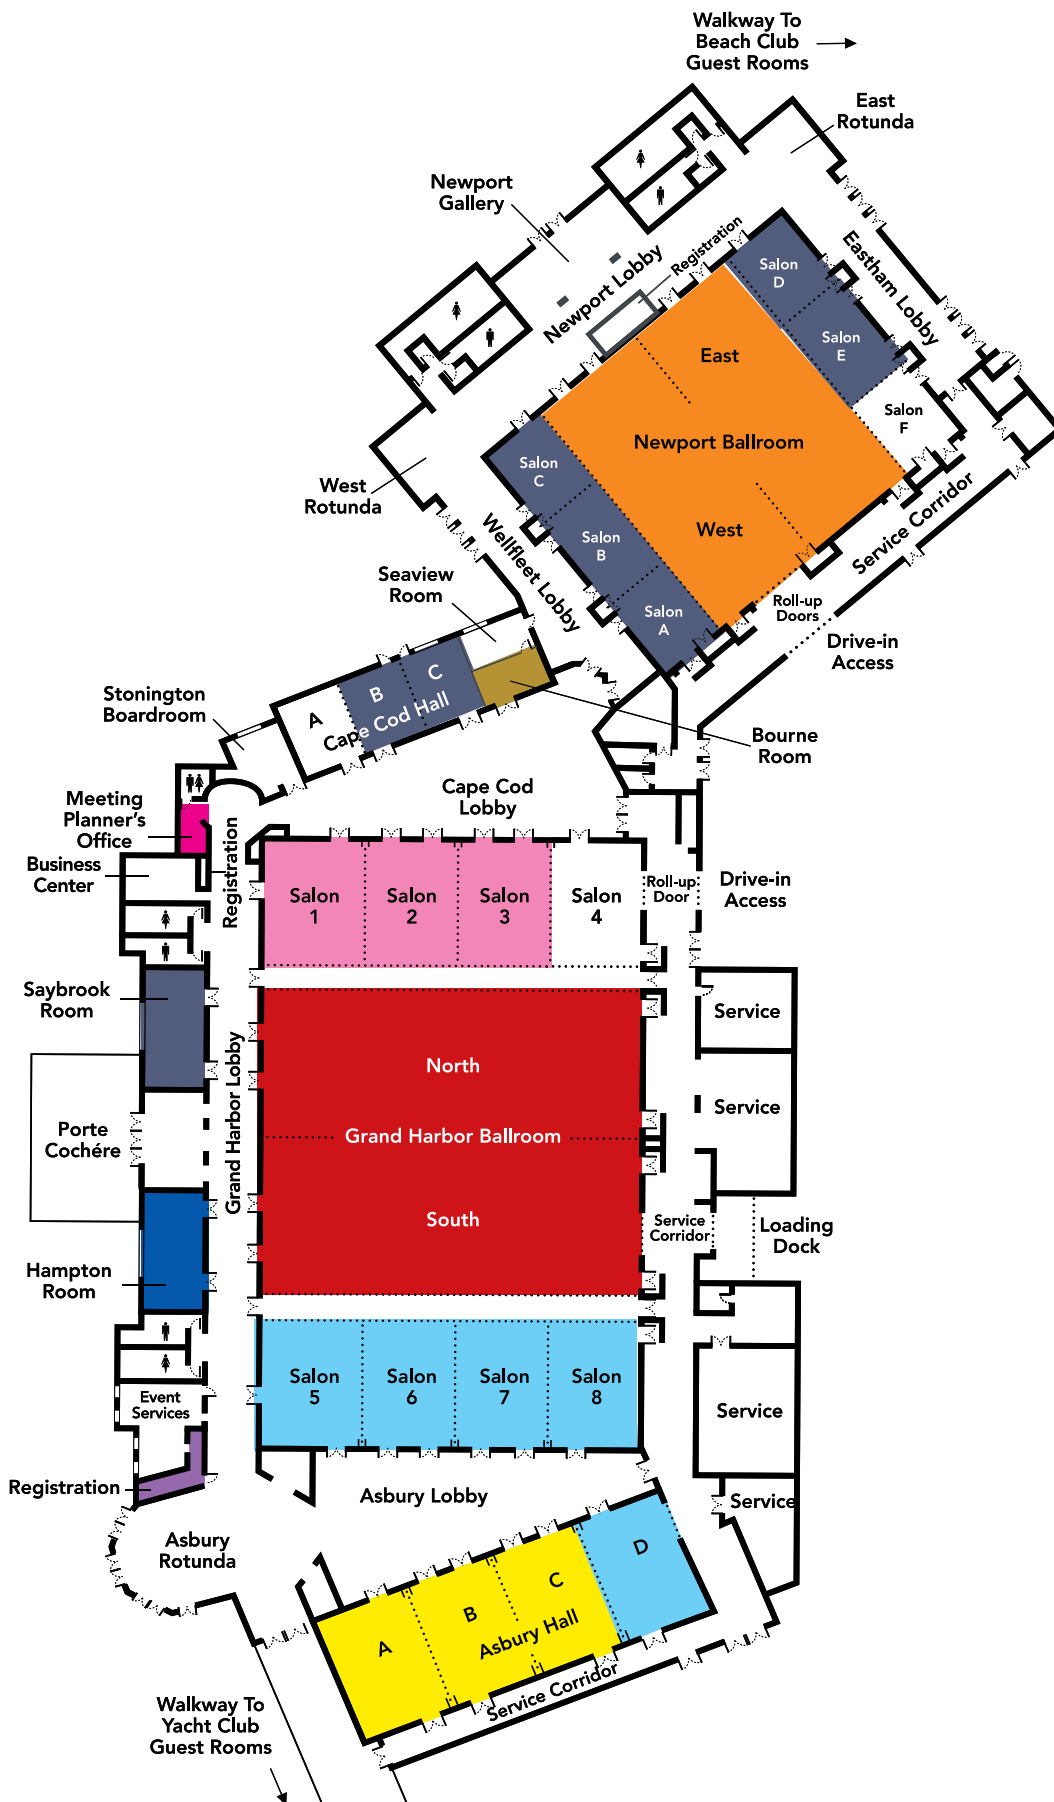 Walkway To
Beach Club
Guest Rooms
East
Rotunda
Newport
Gallery
Registration
Newport Lobby
Eastham Lobby
Salon
D
Salon
E
Salon
F
East
Newport Ballroom
West
Salon
C
Salon
B
Salon
A
West
Rotunda
Wellfleet Lobby
Service Corridor
Roll-up
Doors
Drive-in
Access
Seaview
Room
Stonington
Boardroom
A
B
C
Cape Cod Hall
Bourne
Room
Cape Cod
Lobby
Meeting
Planner's
Office
Business
Center
Registration
Salon
1
Salon
2
Salon
3
Salon
4
Roll-up
Door
Drive-in
Access
Saybrook
Room
Service
Grand Harbor Lobby
North
Grand Harbor Ballroom
South
Service
Porte
Cochére
Service
Corridor
Loading
Dock
Hampton
Room
Salon
5
Salon
6
Salon
7
Salon
8
Event
Services
Service
Registration
Asbury Lobby
Service
Asbury
Rotunda
A
B
C
D
Asbury Hall
Service Corridor
Walkway To
Yacht Club
Guest Rooms